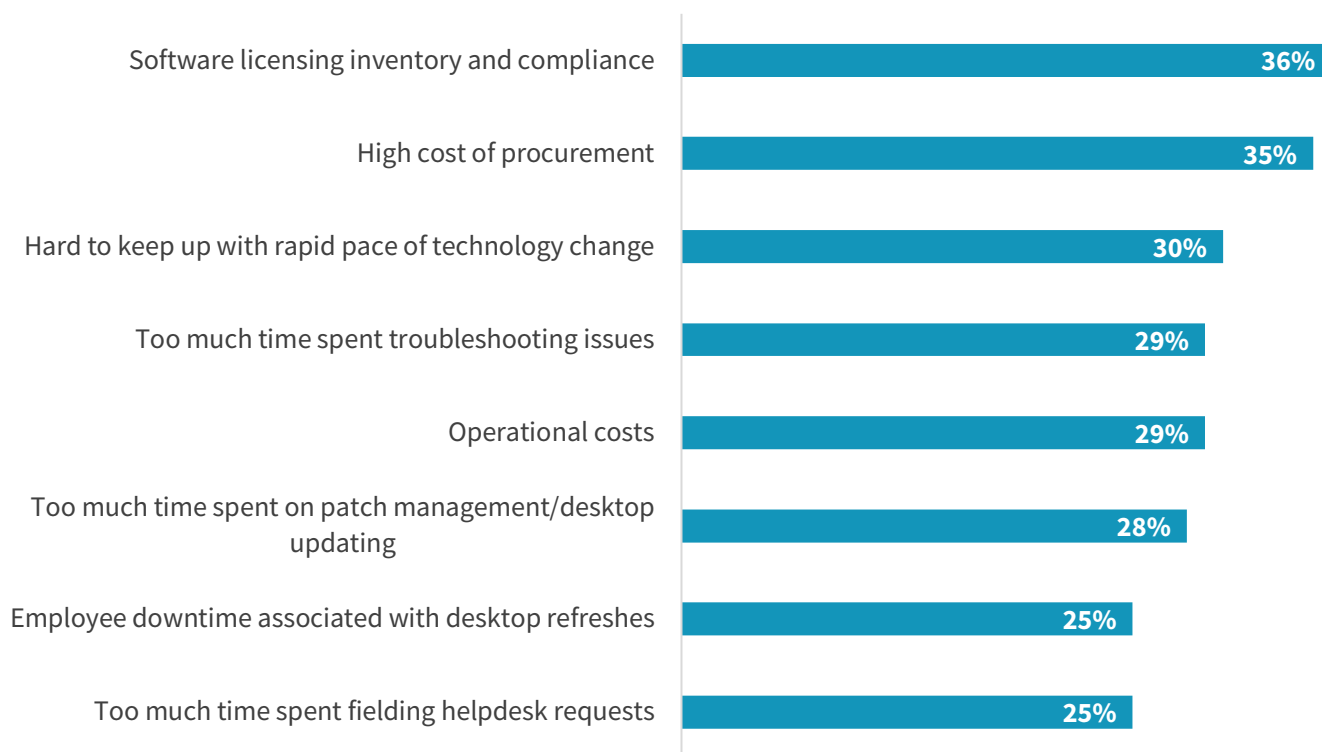 Software licensing inventory and compliance
36%
High cost of procurement
35%
Hard to keep up with rapid pace of technology change
30%
Too much time spent troubleshooting issues
29%
Operational costs
29%
Too much time spent on patch management/desktop
updating
28%
Employee downtime associated with desktop refreshes
25%
Too much time spent fielding helpdesk requests
25%